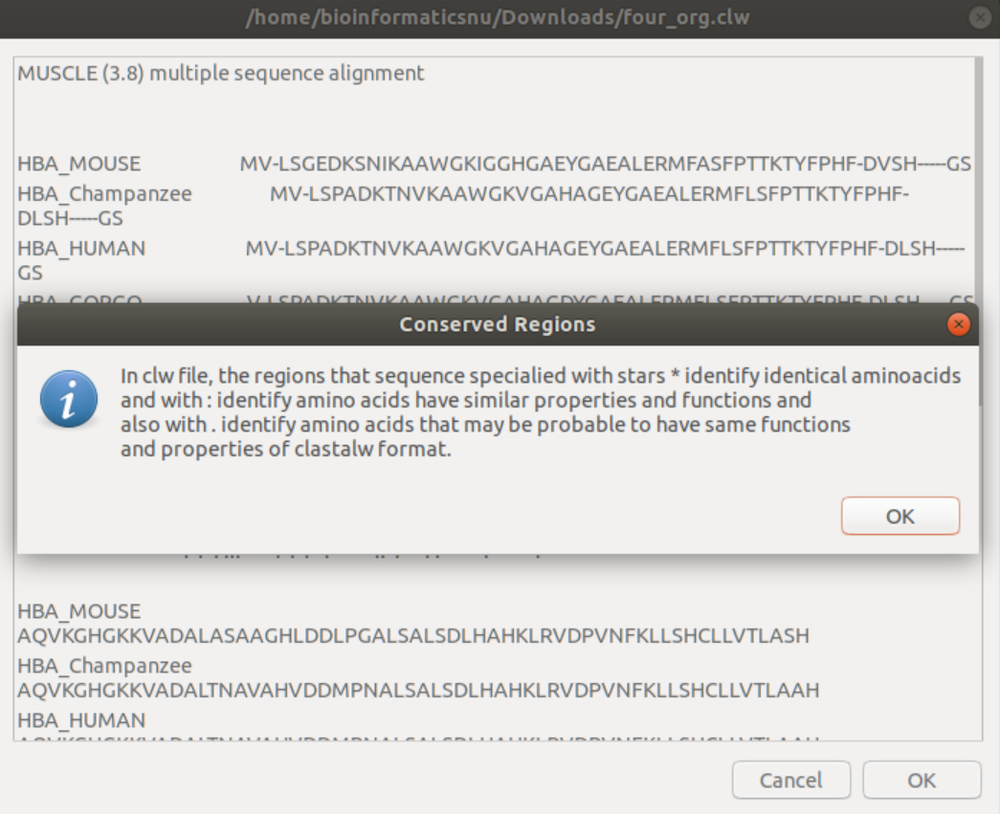 /home/bioinformaticsnu/Downloads/four_org.clw
MUSCLE (3.8) multiple sequence alignment
HBA_MOUSE MV-LSGEDKSNIKAAWGKIGGHGAEYGAEALERMFASFPTTKTYFPHF-DVSH-----GS
HBA_Champanzee MV-LSPADKTNVKAAWGKVGAHAGEYGAEALERMFLSFPTTKTYFPHF-
DLSH-----GS
HBA_HUMAN MV-LSPADKTNVKAAWGKVGAHAGEYGAEALERMFLSFPTTKTYFPHF-DLSH-----
GS
Conserved Regions
In clw file, the regions that sequence specialied with stars * identify identical aminoacids
and with : identify amino acids have similar properties and functions and
also with . identify amino acids that may be probable to have same functions
and properties of clastalw format.
OK
HBA_MOUSE
AQVKGHGKKVADALASAAGHLDDLPGALSALSDLHAHKLRVDPVNFKLLSHCLLVTLASH
HBA_Champanzee
AQVKGHGKKVADALTNAVAHVDDMPNALSALSDLHAHKLRVDPVNFKLLSHCLLVTLAAH
HBA_HUMAN
Cancel OK